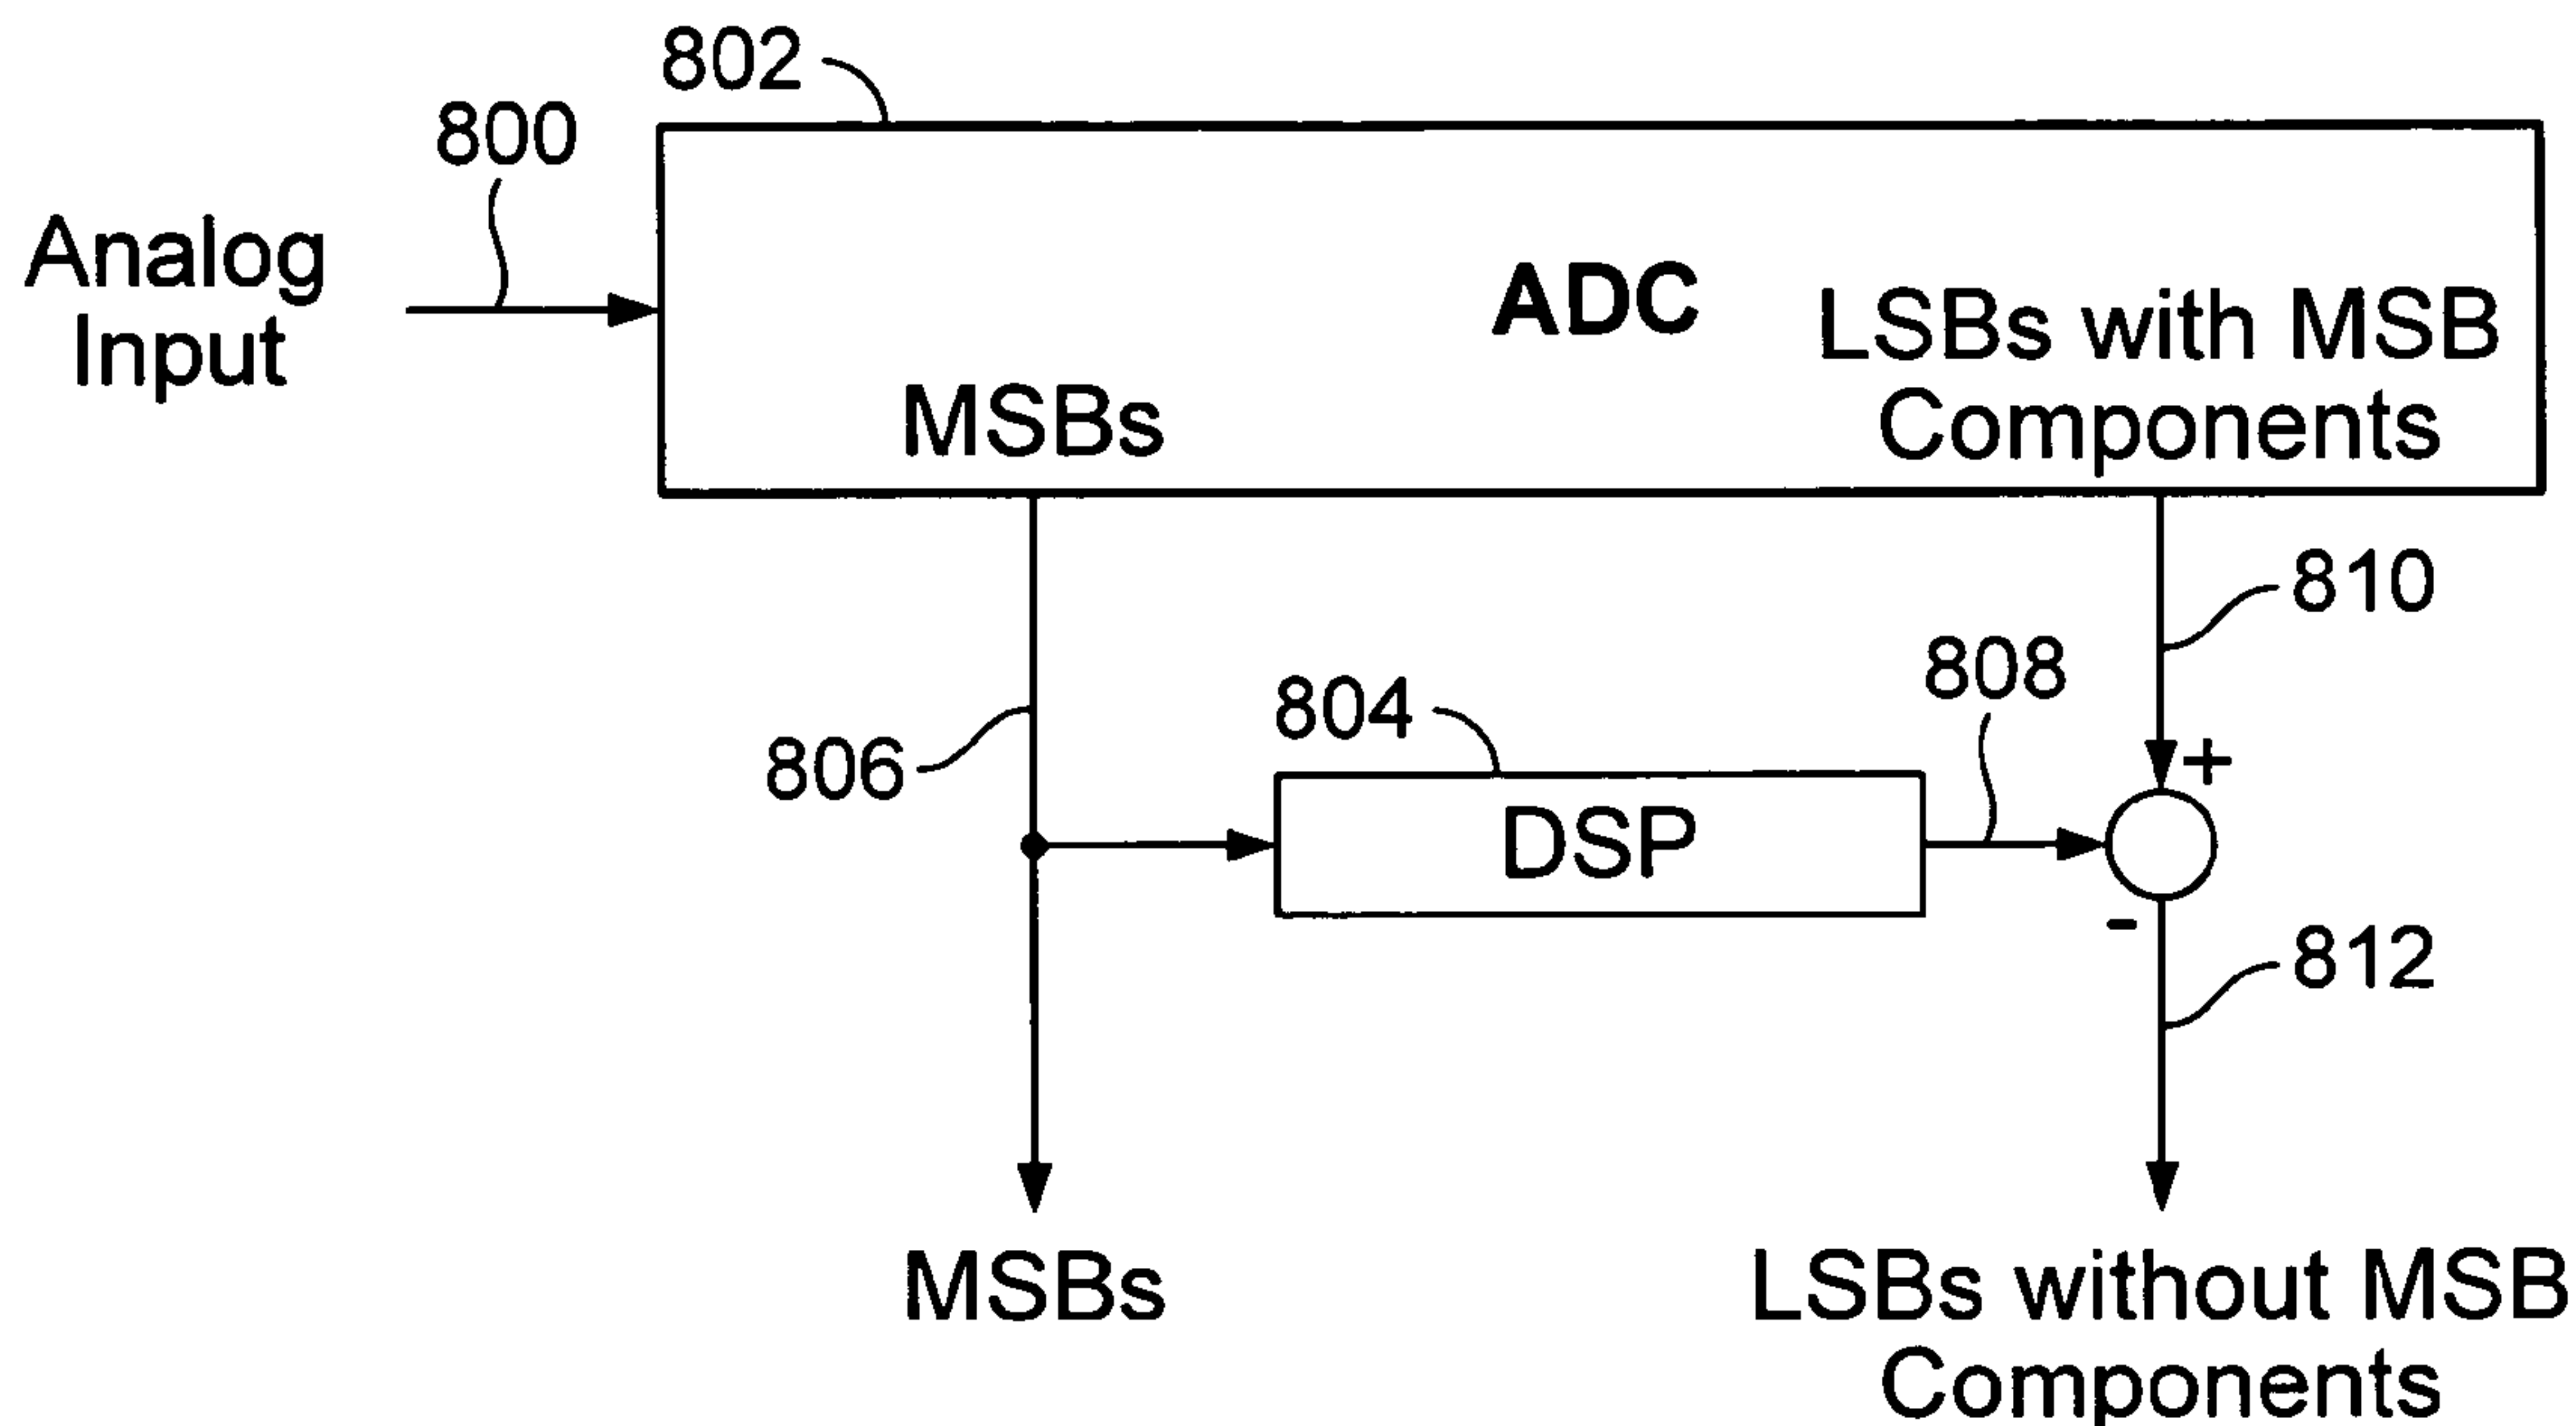 802
800
Analog
Input
ADC
LSBs with MSB
Components
MSBs
810
808
804
806
DSP
+
-
812
MSBs
LSBs without MSB
Components